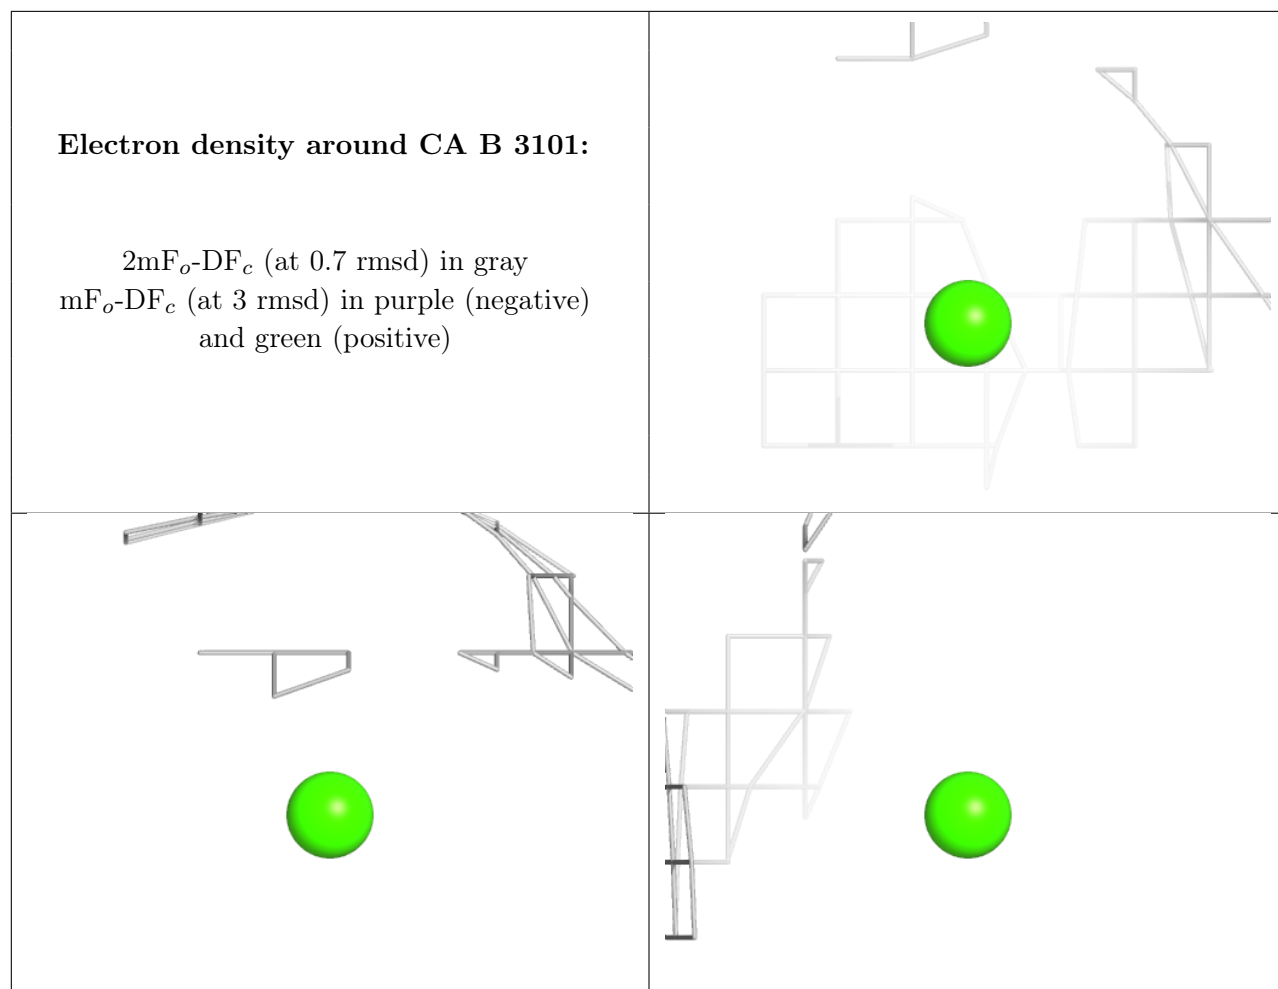 Electron density around CA B 3101:
2mFo-DFc (at 0.7 rmsd) in gray
mFo-DFc (at 3 rmsd) in purple (negative)
and green (positive)